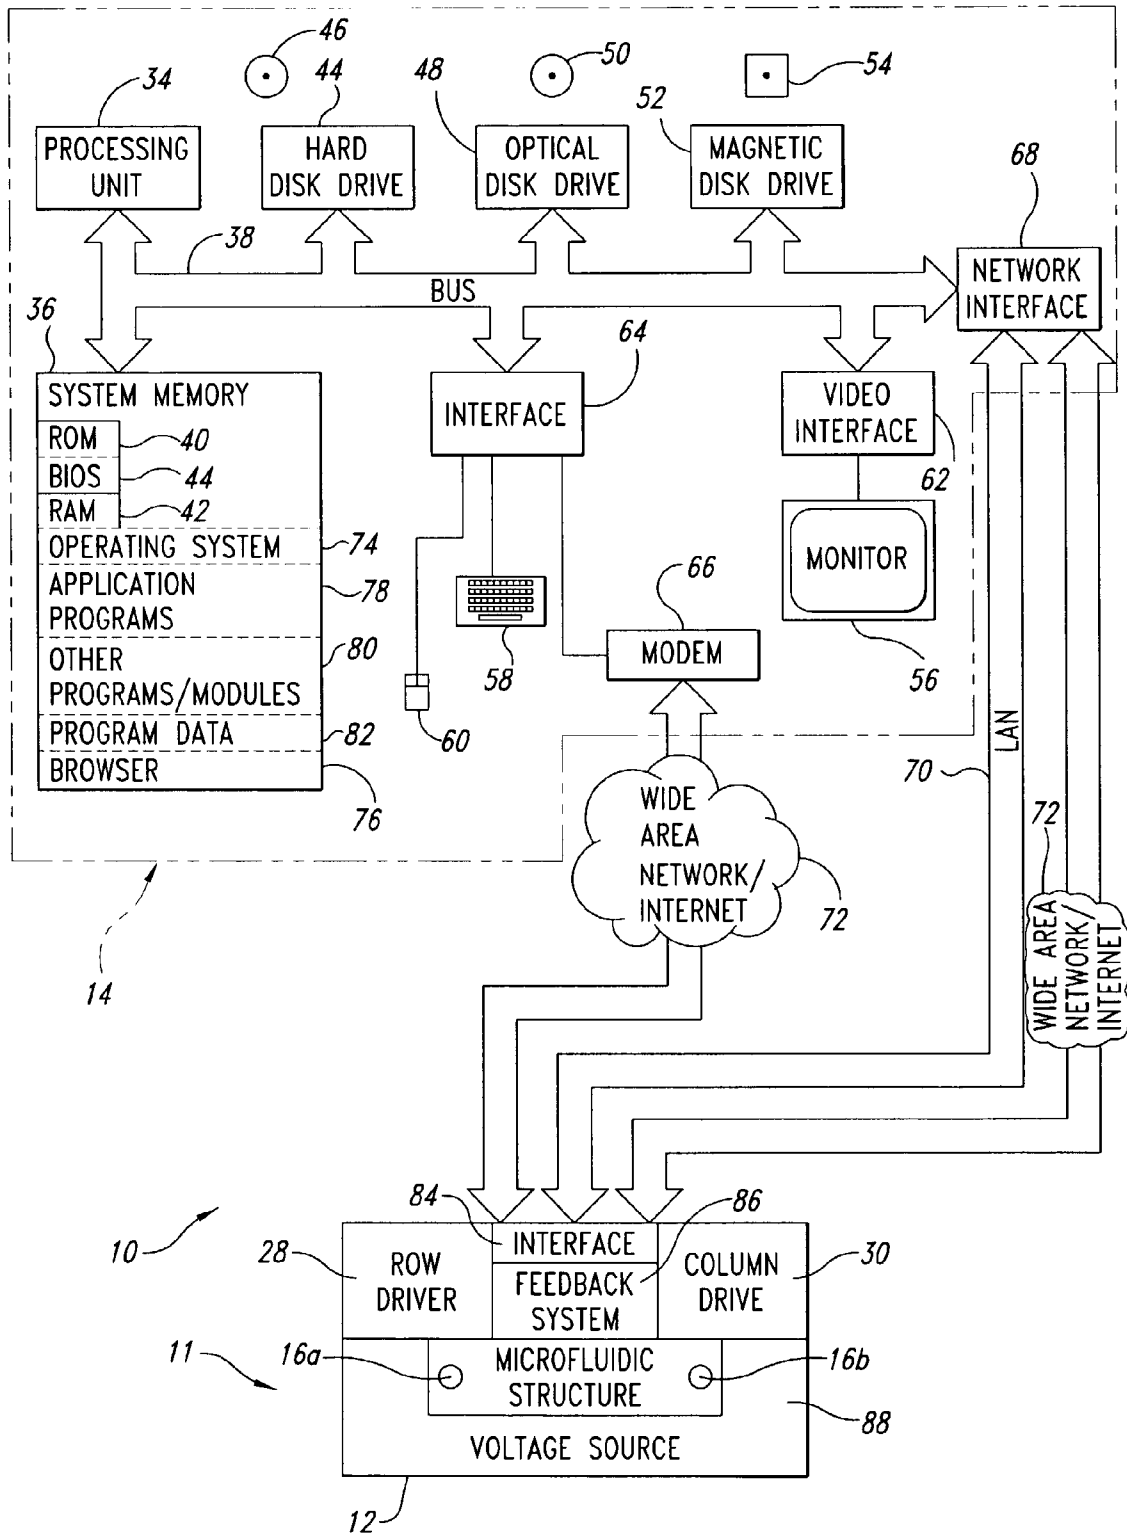 46
50
54
34
44
48
52
68
PROCESSING
UNIT
HARD
DISK DRIVE
OPTICAL
DISK DRIVE
MAGNETIC
DISK DRIVE
38
BUS
NETWORK
INTERFACE
36
64
SYSTEM MEMORY
ROM
40
BIOS
44
RAM
42
OPERATING SYSTEM
74
APPLICATION
PROGRAMS
78
OTHER
PROGRAMS/MODULES
80
PROGRAM DATA
82
BROWSER
76
INTERFACE
VIDEO
INTERFACE
62
MONITOR
56
58
60
66
MODEM
WIDE
AREA
NETWORK/
INTERNET
72
70
LAN
72
WIDE AREA
NETWORK/
INTERNET
14
10
84
86
28
30
ROW
DRIVER
INTERFACE
FEEDBACK
SYSTEM
COLUMN
DRIVE
11
16a
MICROFLUIDIC
STRUCTURE
16b
88
VOLTAGE SOURCE
12